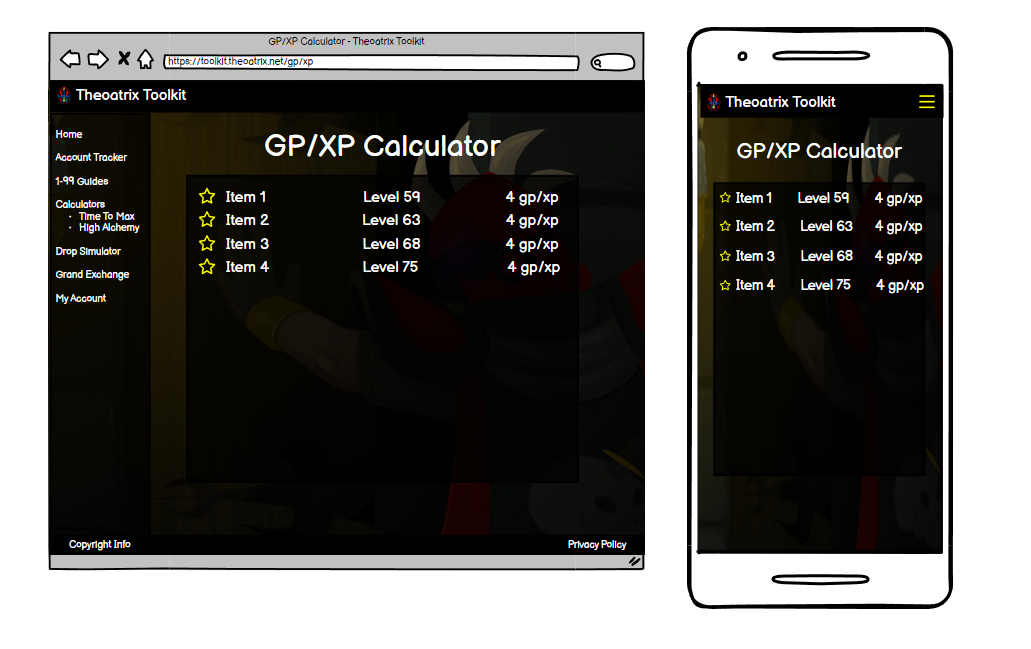 GP/XP Calculator - Theoatrix Toolkit
https://toolkit.theoatrix.net/gp/xp
Theoatrix Toolkit
Home
Account Tracker
1-99 Guides
Calculators
• Time To Max
• High Alchemy
Drop Simulator
Grand Exchange
My Account
GP/XP Calculator
Item 1 Level 59 4 gp/xp
Item 2 Level 63 4 gp/xp
Item 3 Level 68 4 gp/xp
Item 4 Level 75 4 gp/xp
Copyright Info Privacy Policy
Theoatrix Toolkit
GP/XP Calculator
Item 1 Level 59 4 gp/xp
Item 2 Level 63 4 gp/xp
Item 3 Level 68 4 gp/xp
Item 4 Level 75 4 gp/xp